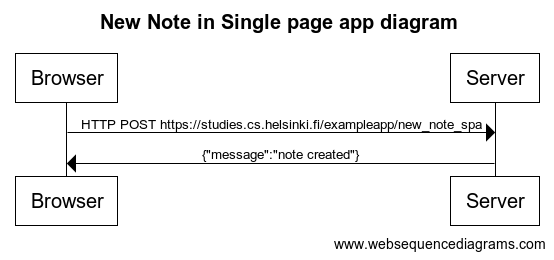 New Note in Single page app diagram
Browser Server
HTTP POST https://studies.cs.helsinki.fi/exampleapp/new_note_spa
{"message":"note created"}
Browser Server
www.websequencediagrams.com